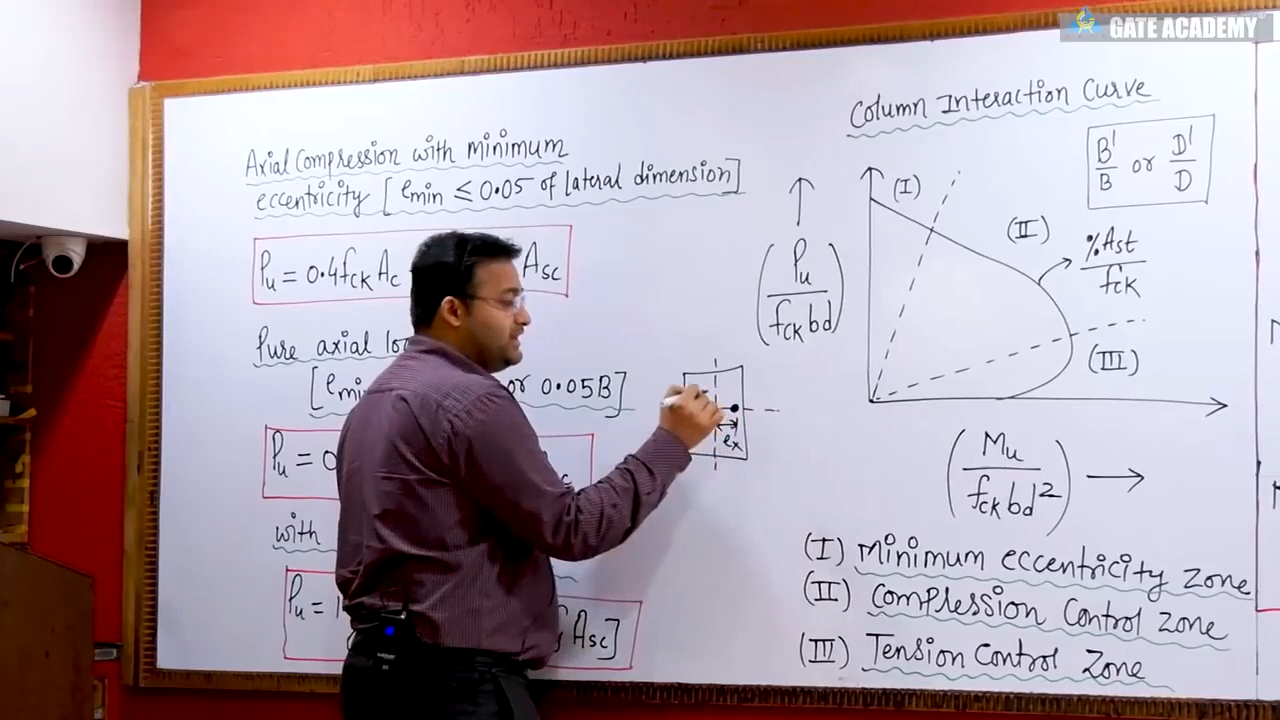 GATE ACADEMY
Axial Compression with minimum
eccentricity [emin ≤ 0.05 of lateral dimension]
Pu = 0.4fck Ac Asc
Pure axial
or 0.05B]
Pu = 0
with
Pu = 1
Asc]
ex
Column Interaction Curve
B'/B or D'/D
(I)
(II)
%Ast/fck
(III)
(Pu/fck bd)
(Mu/fck bd²)
(I) Minimum eccentricity Zone
(II) Compression Control Zone
(III) Tension Control Zone